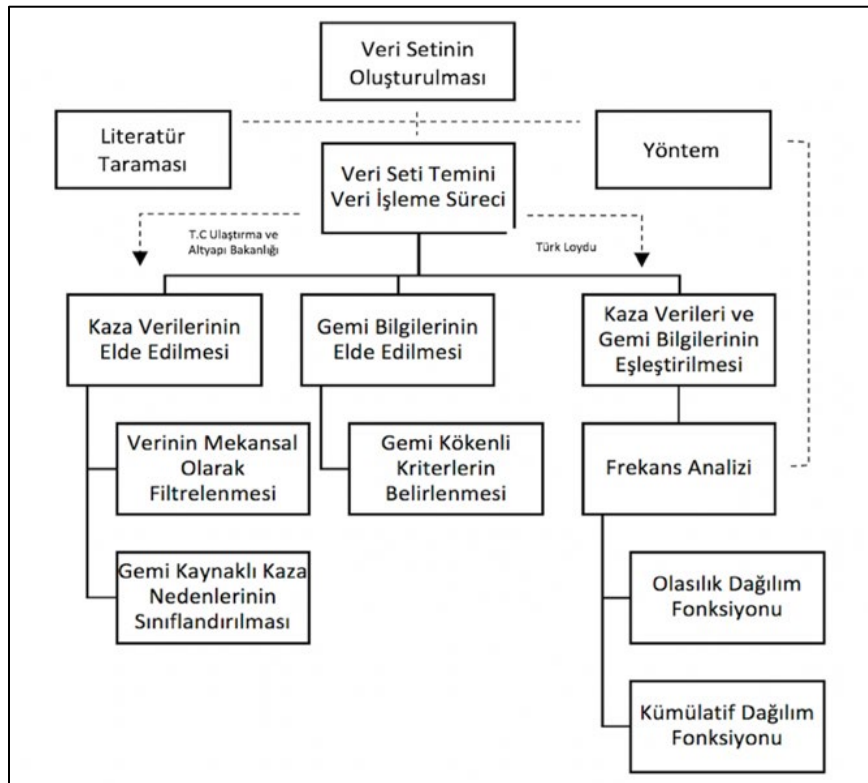 Veri Setinin
Oluşturulması
Literatür
Taraması
Yöntem
Veri Seti Temini
Veri İşleme Süreci
T.C Ulaştırma ve
Altyapı Bakanlığı
Türk Loydu
Kaza Verilerinin
Elde Edilmesi
Gemi Bilgilerinin
Elde Edilmesi
Kaza Verileri ve
Gemi Bilgilerinin
Eşleştirilmesi
Verinin Mekansal
Olarak
Filtrelenmesi
Gemi Kökenli
Kriterlerin
Belirlenmesi
Frekans Analizi
Gemi Kaynaklı Kaza
Nedenlerinin
Sınıflandırılması
Olasılık Dağılım
Fonksiyonu
Kümülatif Dağılım
Fonksiyonu